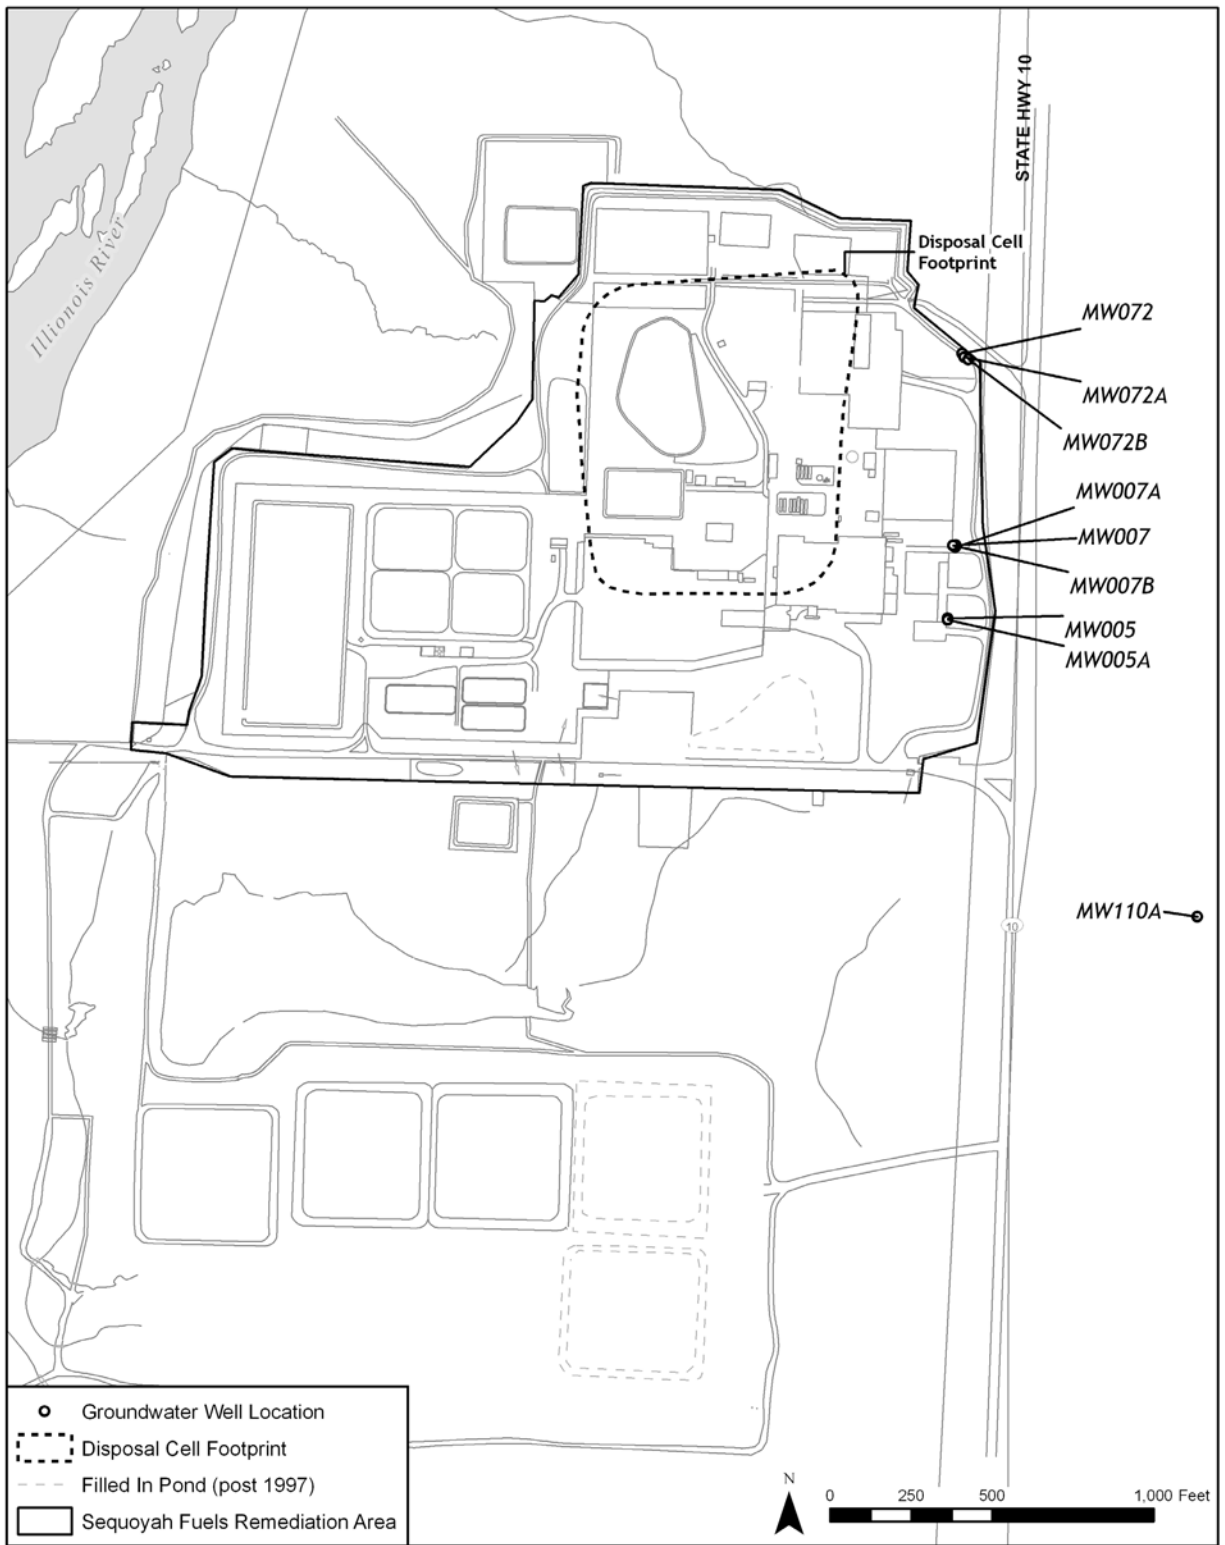 STATE HWY 10
Illionois River
Disposal Cell
Footprint
MW072
MW072A
MW072B
MW007A
MW007
MW007B
MW005
MW005A
MW110A
10
Groundwater Well Location
Disposal Cell Footprint
Filled In Pond (post 1997)
Sequoyah Fuels Remediation Area
N
0 250 500 1,000 Feet